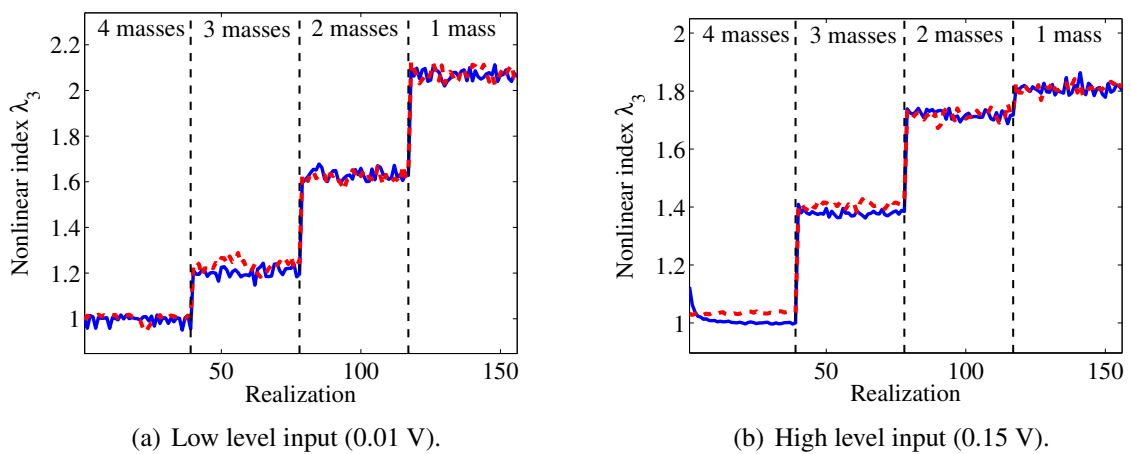 4 masses 3 masses 2 masses 1 mass
2.2
2
1.8
1.6
1.4
1.2
1
Nonlinear index λ3
50 100 150
Realization
(a) Low level input (0.01 V).
4 masses 3 masses 2 masses 1 mass
2
1.8
1.6
1.4
1.2
1
Nonlinear index λ3
50 100 150
Realization
(b) High level input (0.15 V).